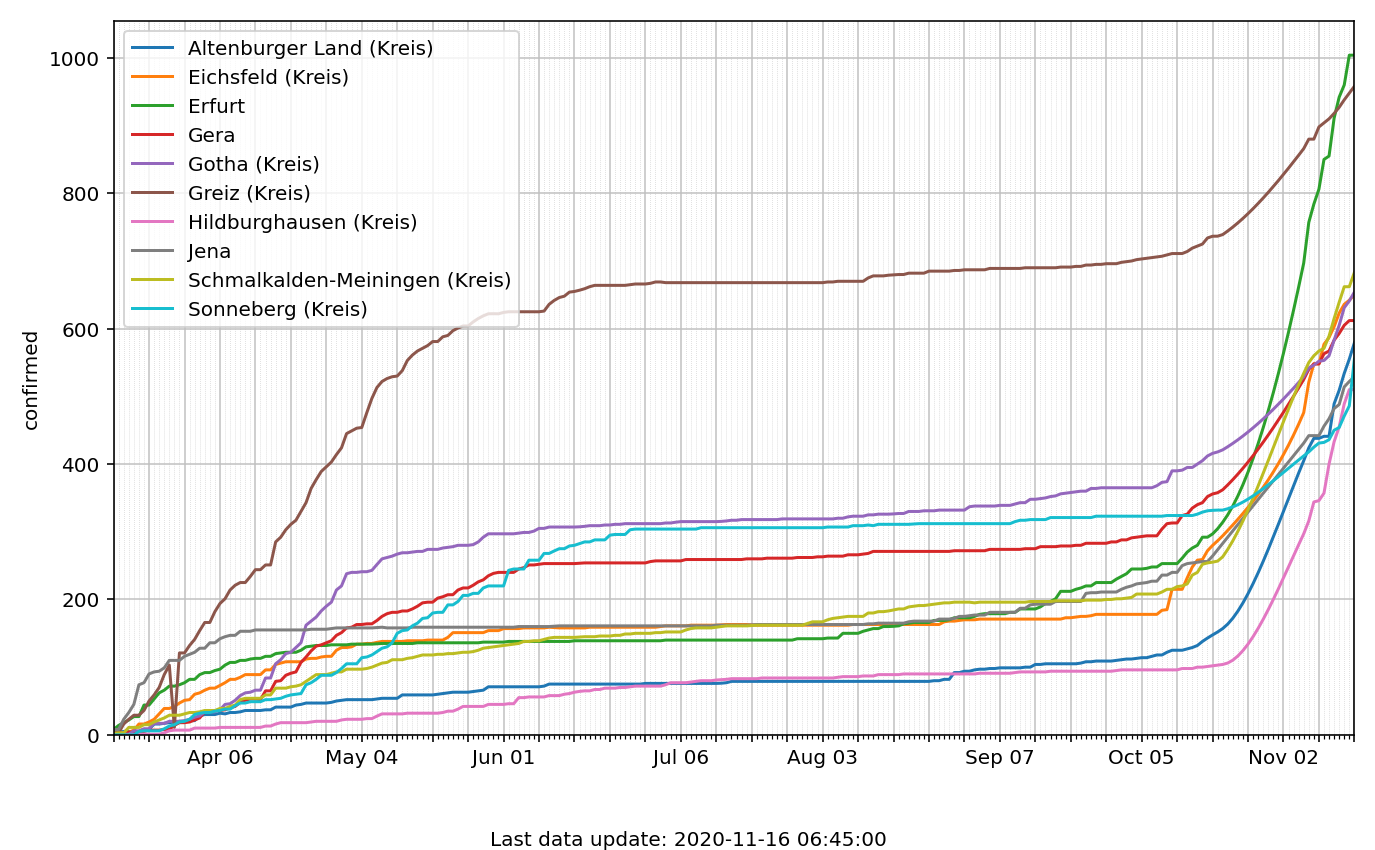 Altenburger Land (Kreis)
Eichsfeld (Kreis)
Erfurt
Gera
Gotha (Kreis)
Greiz (Kreis)
Hildburghausen (Kreis)
Jena
Schmalkalden-Meiningen (Kreis)
Sonneberg (Kreis)
confirmed
1000
800
600
400
200
0
Apr 06 May 04 Jun 01 Jul 06 Aug 03 Sep 07 Oct 05 Nov 02
Last data update: 2020-11-16 06:45:00